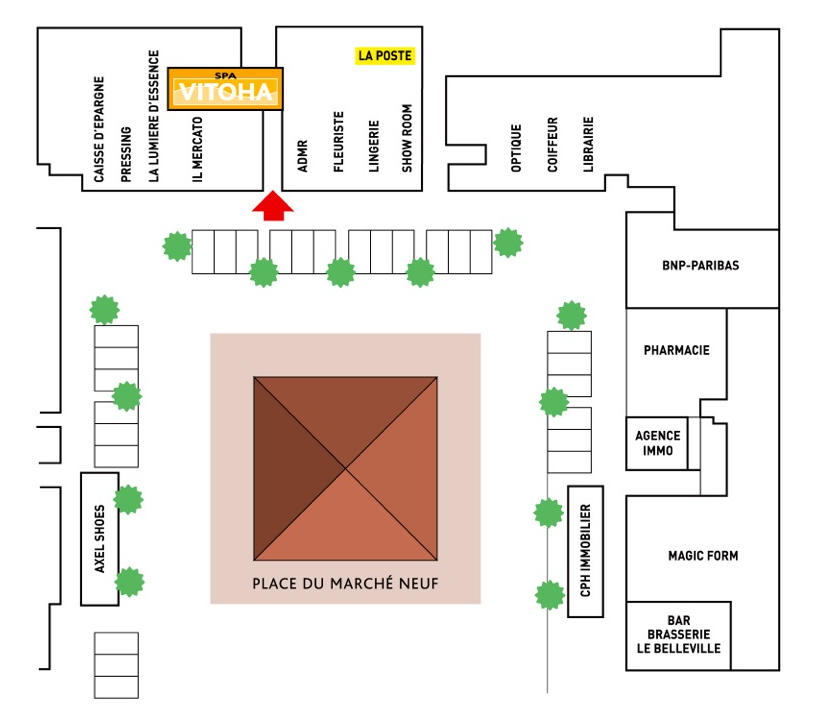 LA POSTE
SPA
VITOHA
CAISSE D'EPARGNE
PRESSING
LA LUMIERE D'ESSENCE
IL MERCATO
ADMR
FLEURISTE
LINGERIE
SHOW ROOM
OPTIQUE
COIFFEUR
LIBRAIRIE
BNP-PARIBAS
PHARMACIE
AGENCE
IMMO
AXEL SHOES
CPH IMMOBILIER
MAGIC FORM
PLACE DU MARCHÉ NEUF
BAR
BRASSERIE
LE BELLEVILLE